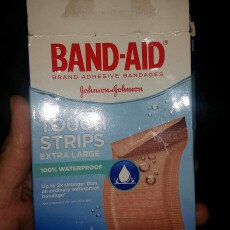 BAND-AID
BRAND ADHESIVE BANDAGES
Johnson & Johnson
TOUGH
STRIPS
EXTRA LARGE
100% WATERPROOF
Up to 2x stronger than
an ordinary waterproof
bandage*